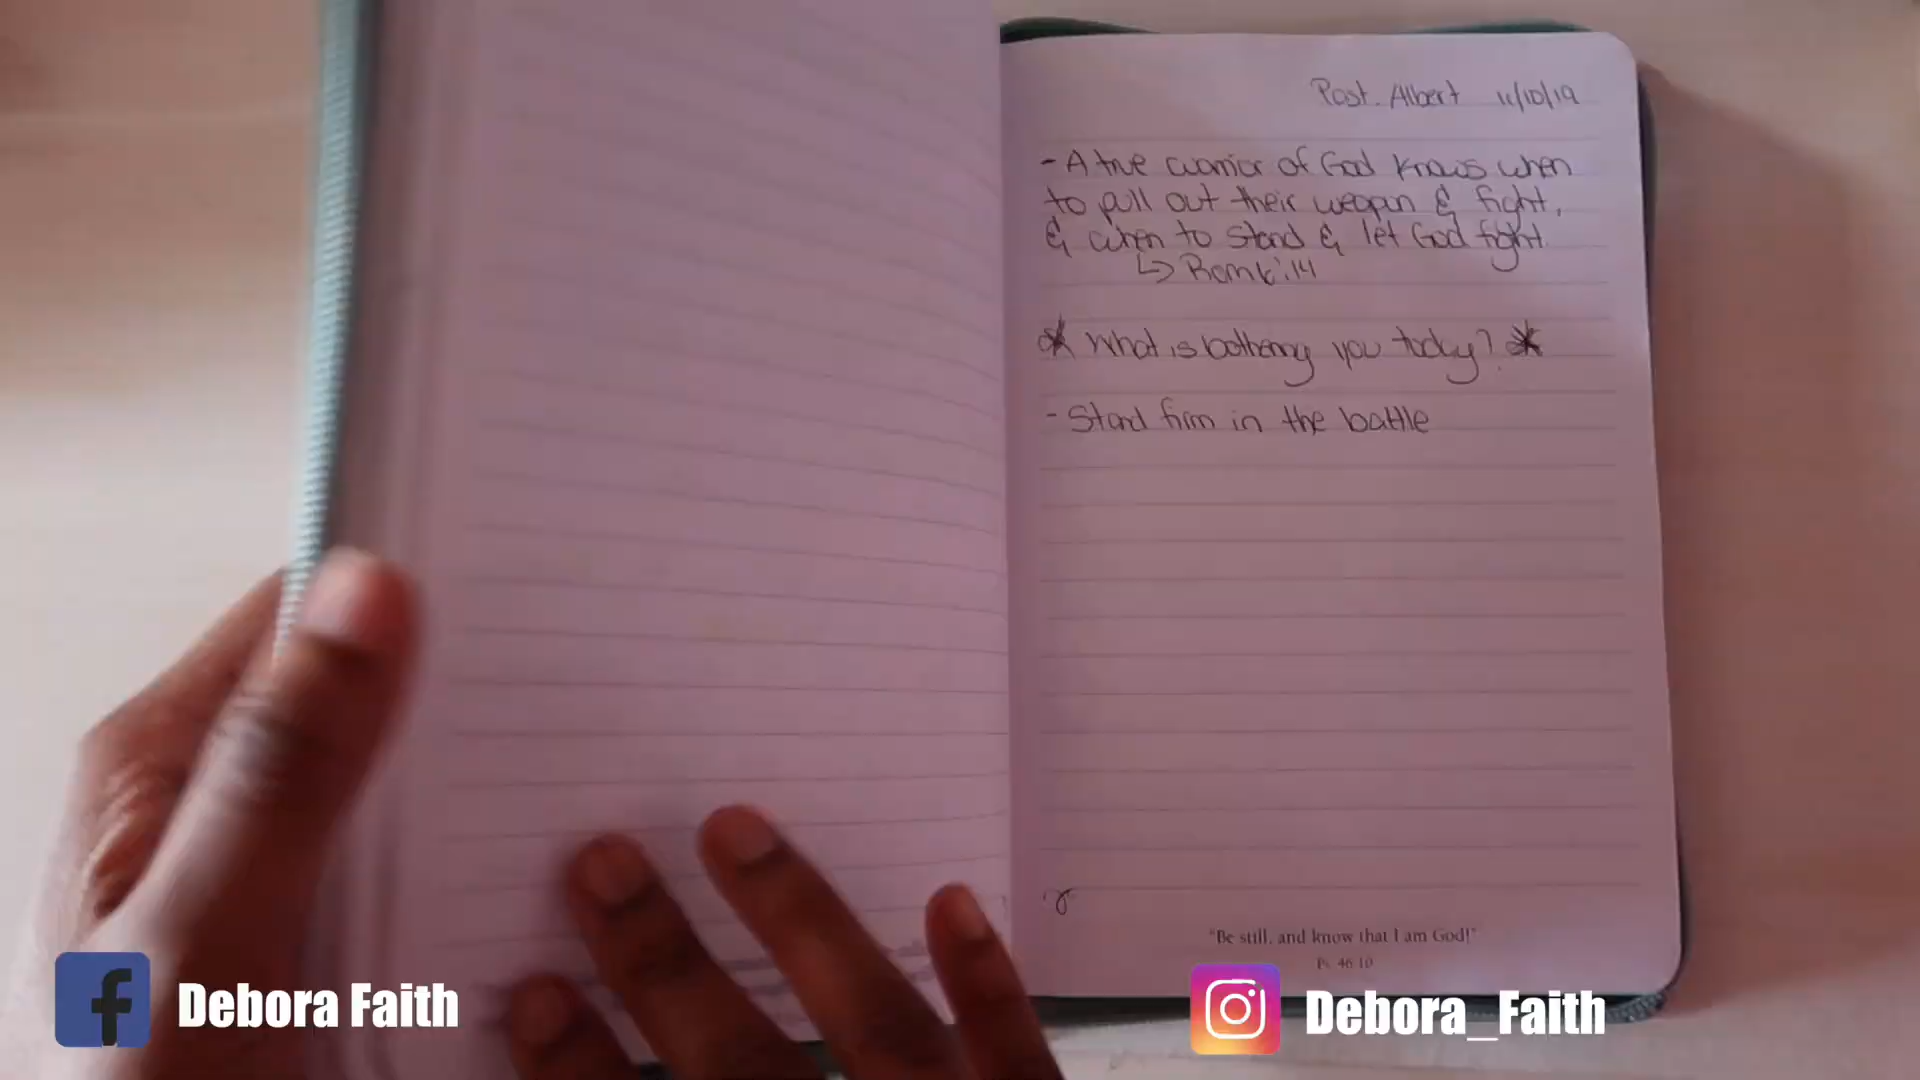 Past. Albert 11/10/19
- A true warrior of God knows when
to pull out their weapon & fight,
& when to stand & let God fight.
↳ Rom 6:14
* What is bothering you today? *
- Stand firm in the battle
"Be still, and know that I am God!"
Ps. 46:10
Debora Faith
Debora_Faith